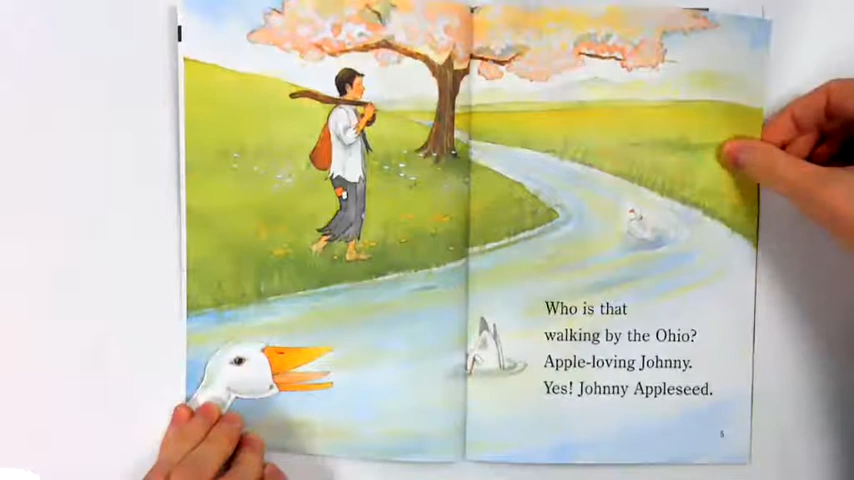 Who is that
walking by the Ohio?
Apple-loving Johnny.
Yes! Johnny Appleseed.
5